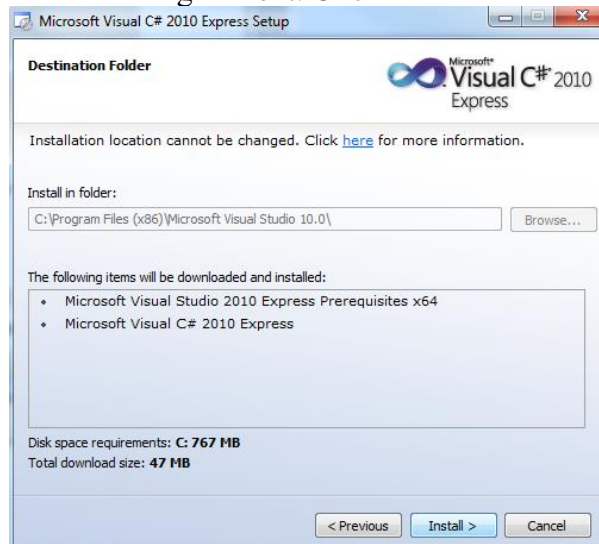 Microsoft Visual C# 2010 Express Setup
Destination Folder
Microsoft®
Visual C# 2010
Express
Installation location cannot be changed. Click here for more information.
Install in folder:
C:\Program Files (x86)\Microsoft Visual Studio 10.0\
Browse...
The following items will be downloaded and installed:
• Microsoft Visual Studio 2010 Express Prerequisites x64
• Microsoft Visual C# 2010 Express
Disk space requirements: C: 767 MB
Total download size: 47 MB
< Previous Install > Cancel